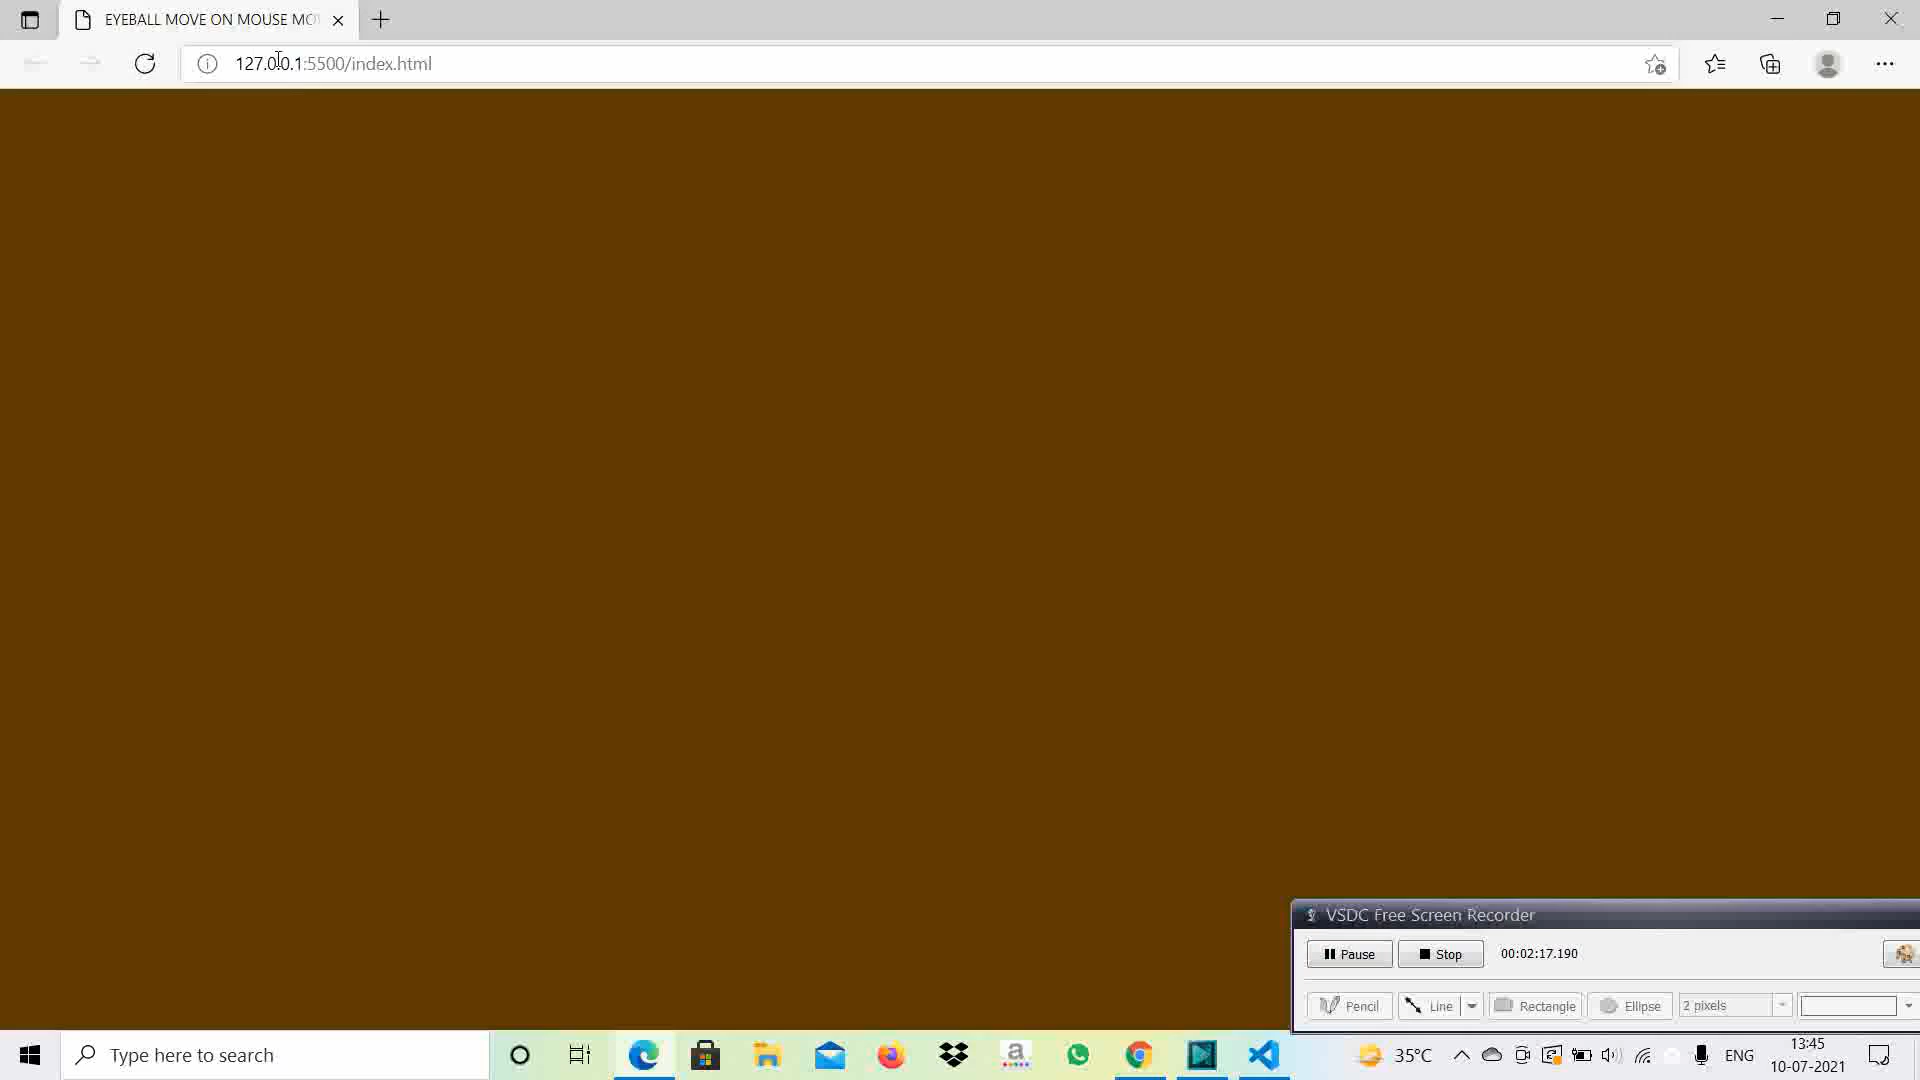 EYEBALL MOVE ON MOUSE MO
127.0.0.1:5500/index.html
VSDC Free Screen Recorder
Pause
Stop
00:02:17.190
Pencil
Line
Rectangle
Ellipse
2 pixels
Type here to search
35°C
ENG
13:45
10-07-2021